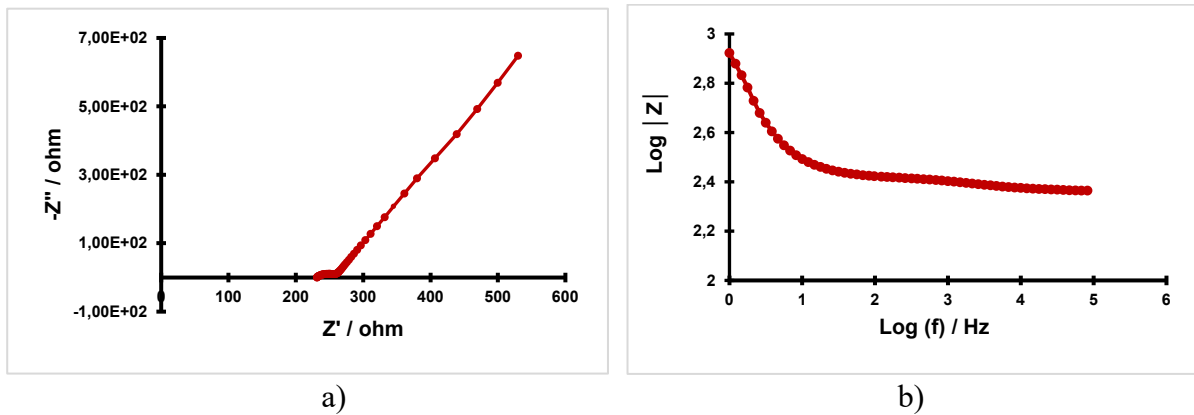 7,00E+02
5,00E+02
3,00E+02
1,00E+02
-1,00E+02
-Z" / ohm
0 100 200 300 400 500 600
Z' / ohm
a)
3
2,8
2,6
2,4
2,2
2
Log |Z|
0 1 2 3 4 5 6
Log (f) / Hz
b)